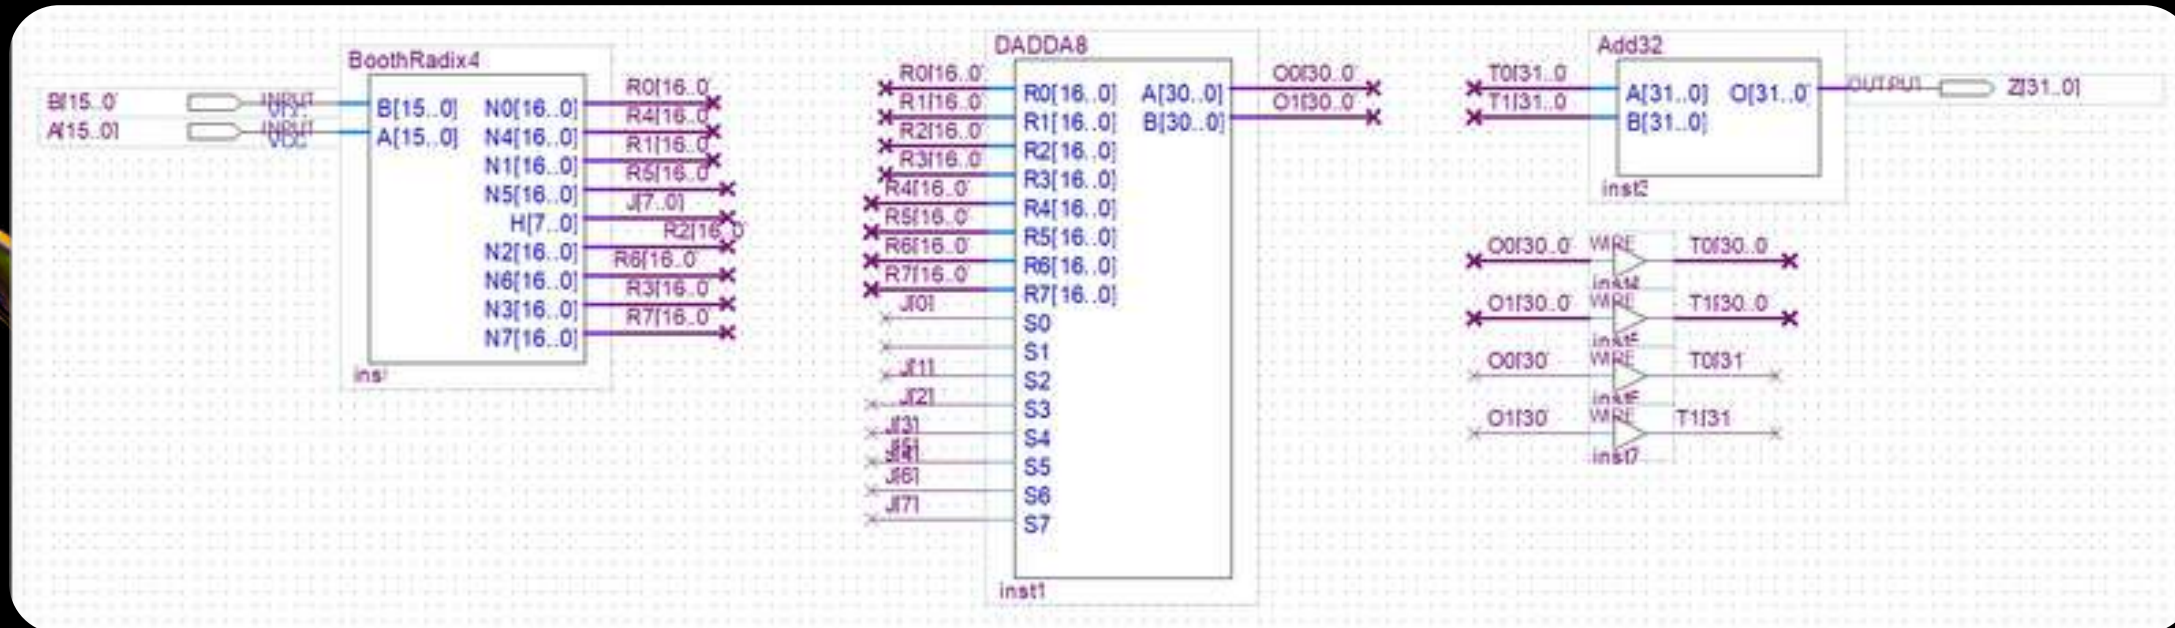 BoothRadix4
B[15..0
A[15..0]
INPUT
INPUT
VCC
B[15..0]
A[15..0]
N0[16..0]
N4[16..0]
N1[16..0]
N5[16..0]
H[7..0]
N2[16..0]
N6[16..0]
N3[16..0]
N7[16..0]
R0[16..0
R4[16..0
R1[16..0
R5[16..0
J[7..0]
R2[16..0
R6[16..0
R3[16..0
R7[16..0
DADDA8
R0[16..0
R1[16..0
R2[16..0
R3[16..0
R4[16..0
R5[16..0
R6[16..0
R7[16..0
J[0]
J[1]
J[2]
J[3]
J[6]
J[7]
R0[16..0]
R1[16..0]
R2[16..0]
R3[16..0]
R4[16..0]
R5[16..0]
R6[16..0]
R7[16..0]
S0
S1
S2
S3
S4
S5
S6
S7
A[30..0]
B[30..0]
O0[30..0
O1[30..0
inst1
Add32
T0[31..0
T1[31..0
A[31..0]
B[31..0]
O[31..0
OUTPUT
Z[31..0]
O0[30..0
WIRE
T0[30..0
O1[30..0
T1[30..0
O0[30
WIRE
T0[31
O1[30
WIRE
T1[31
inst7